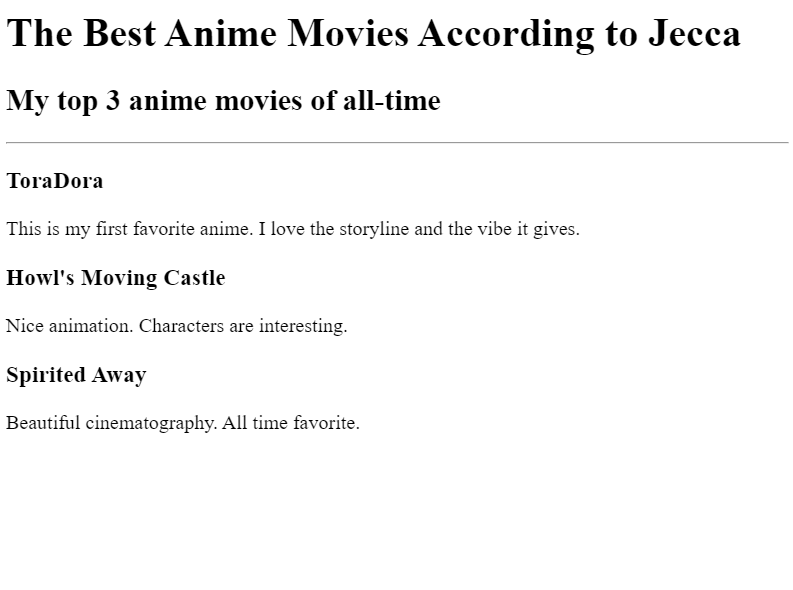 The Best Anime Movies According to Jecca
My top 3 anime movies of all-time
ToraDora
This is my first favorite anime. I love the storyline and the vibe it gives.
Howl's Moving Castle
Nice animation. Characters are interesting.
Spirited Away
Beautiful cinematography. All time favorite.